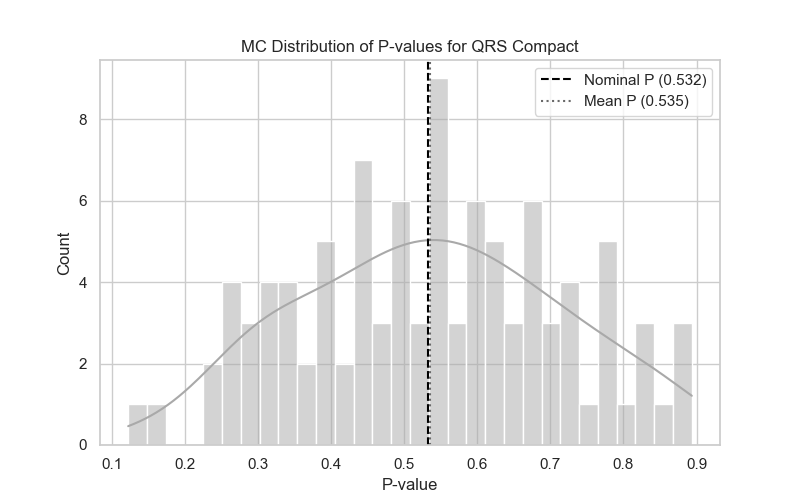 MC Distribution of P-values for QRS Compact
Nominal P (0.532)
Mean P (0.535)
Count
8
6
4
2
0
0.1 0.2 0.3 0.4 0.5 0.6 0.7 0.8 0.9
P-value